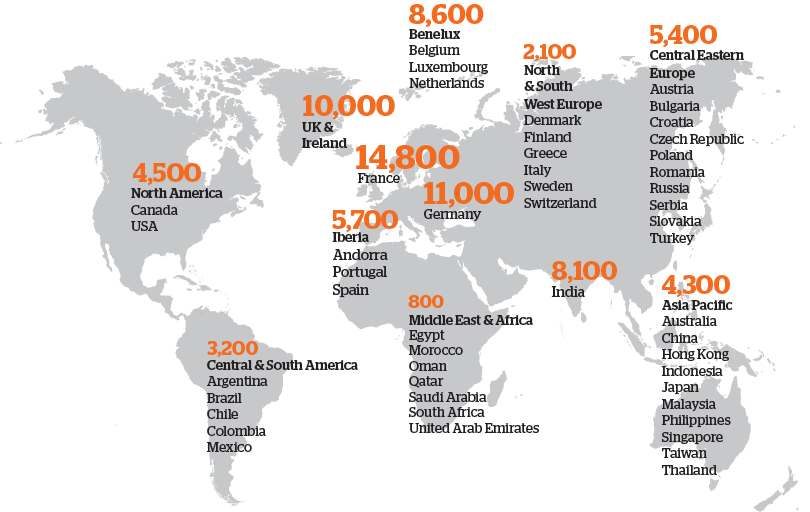 8,600
Benelux
Belgium
Luxembourg
Netherlands
2,100
North
& South
West Europe
Denmark
Finland
Greece
Italy
Sweden
Switzerland
5,400
Central Eastern
Europe
Austria
Bulgaria
Croatia
Czech Republic
Poland
Romania
Russia
Serbia
Slovakia
Turkey
10,000
UK &
Ireland
14,800
France
4,500
North America
Canada
USA
11,000
Germany
5,700
Iberia
Andorra
Portugal
Spain
8,100
India
4,300
Asia Pacific
Australia
China
Hong Kong
Indonesia
Japan
Malaysia
Philippines
Singapore
Taiwan
Thailand
800
Middle East & Africa
Egypt
Morocco
Oman
Qatar
Saudi Arabia
South Africa
United Arab Emirates
3,200
Central & South America
Argentina
Brazil
Chile
Colombia
Mexico